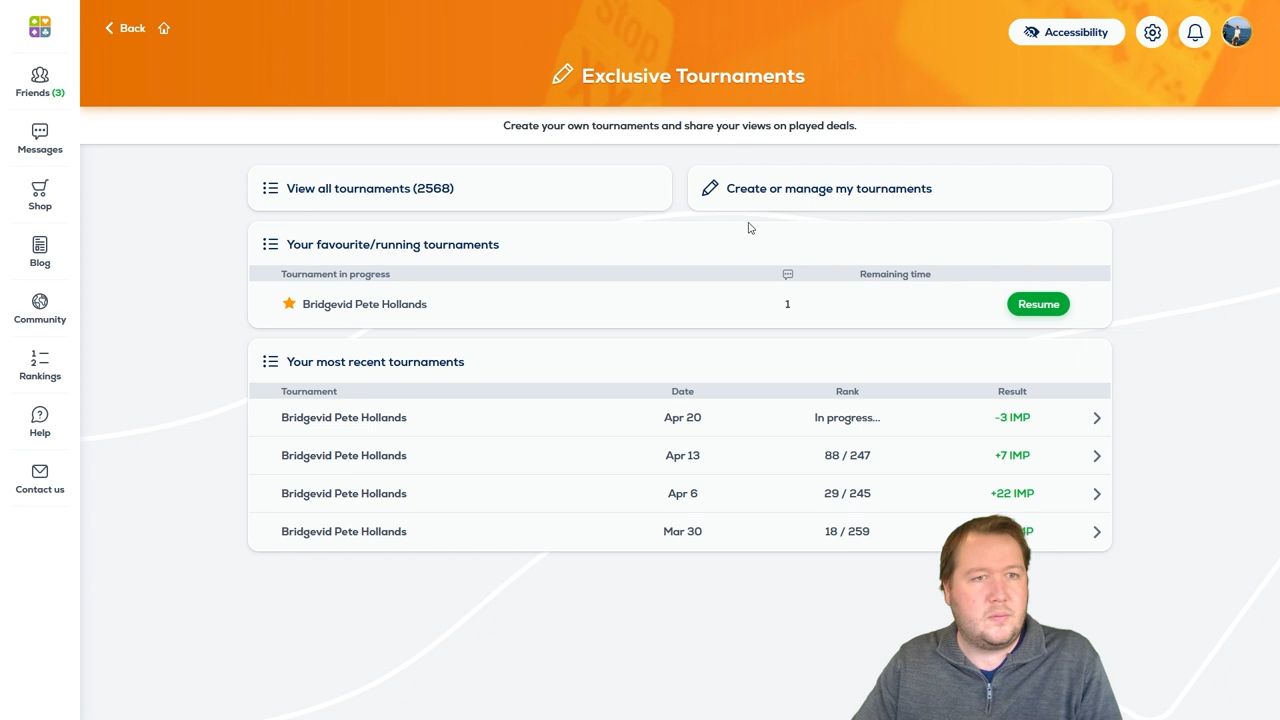 Back
Accessibility
Exclusive Tournaments
Create your own tournaments and share your views on played deals.
Friends (3)
Messages
Shop
Blog
Community
Rankings
Help
Contact us
View all tournaments (2568)
Create or manage my tournaments
Your favourite/running tournaments
Tournament in progress Remaining time
Bridgevid Pete Hollands 1 Resume
Your most recent tournaments
Tournament Date Rank Result
Bridgevid Pete Hollands Apr 20 In progress... -3 IMP
Bridgevid Pete Hollands Apr 13 88 / 247 +7 IMP
Bridgevid Pete Hollands Apr 6 29 / 245 +22 IMP
Bridgevid Pete Hollands Mar 30 18 / 259